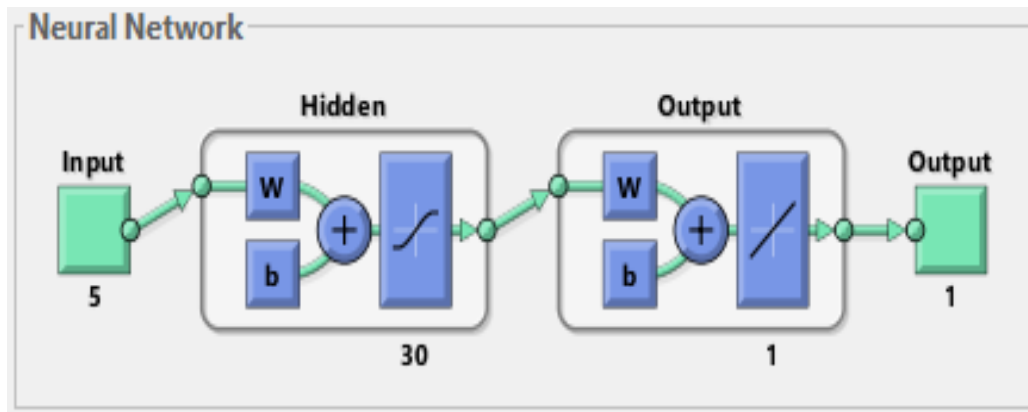 Neural Network
Hidden
Output
Input
Output
W
W
+
+
b
b
5
1
30
1